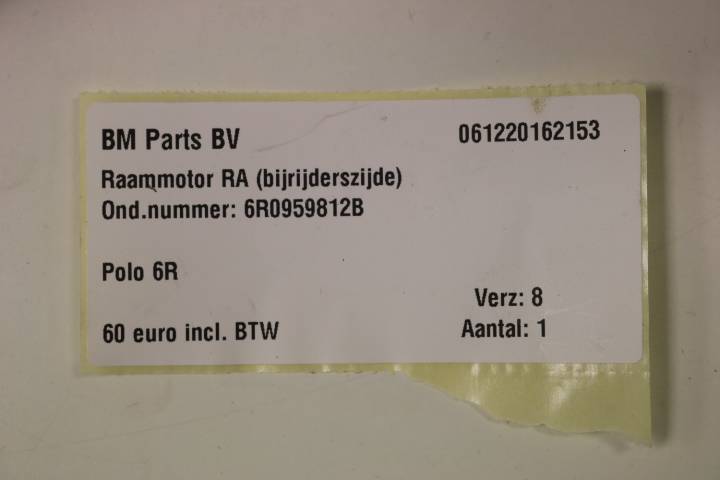 BM Parts BV 061220162153
Raammotor RA (bijrijderszijde)
Ond.nummer: 6R0959812B
Polo 6R
Verz: 8
60 euro incl. BTW Aantal: 1